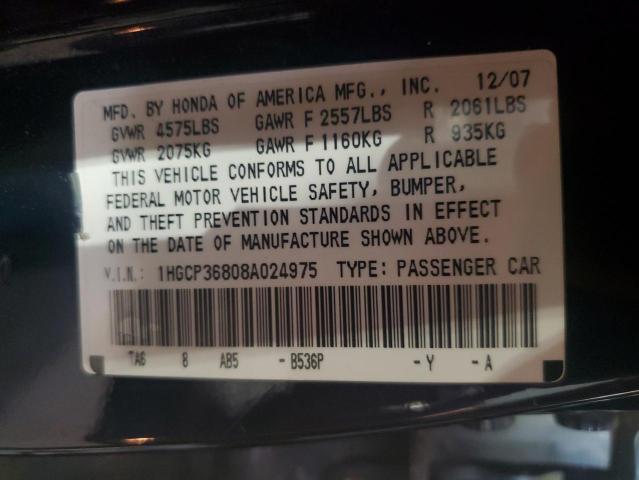 MFD. BY HONDA OF AMERICA MFG., INC. 12/07
GVWR 4575LBS GAWR F 2557LBS R 2061LBS
GVWR 2075KG GAWR F 1160KG R 935KG
THIS VEHICLE CONFORMS TO ALL APPLICABLE
FEDERAL MOTOR VEHICLE SAFETY, BUMPER,
AND THEFT PREVENTION STANDARDS IN EFFECT
ON THE DATE OF MANUFACTURE SHOWN ABOVE.
V.I.N.: 1HGCP36808A024975 TYPE: PASSENGER CAR
TA6 8 AB5 - B536P - Y - A